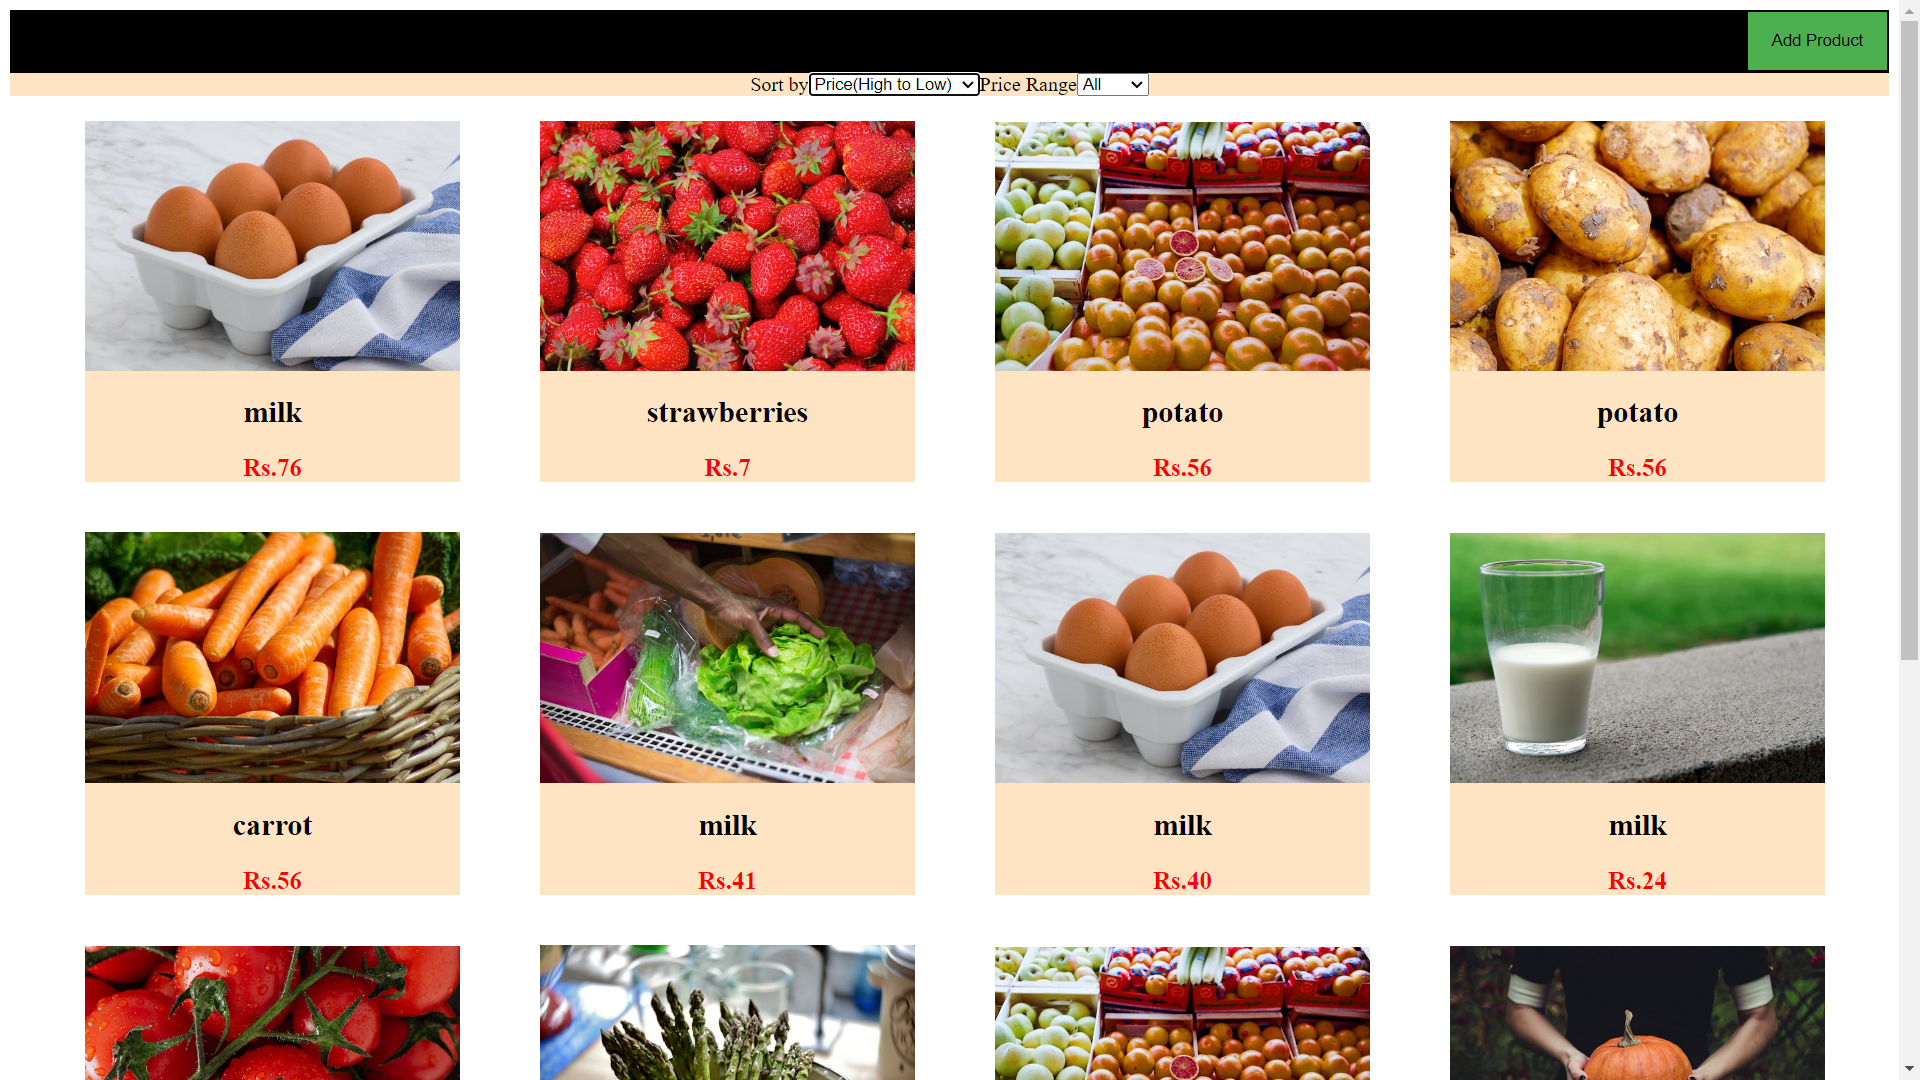 Add Product
Sort by Price(High to Low) Price Range All
milk
Rs.76
strawberries
Rs.7
potato
Rs.56
potato
Rs.56
carrot
Rs.56
milk
Rs.41
milk
Rs.40
milk
Rs.24